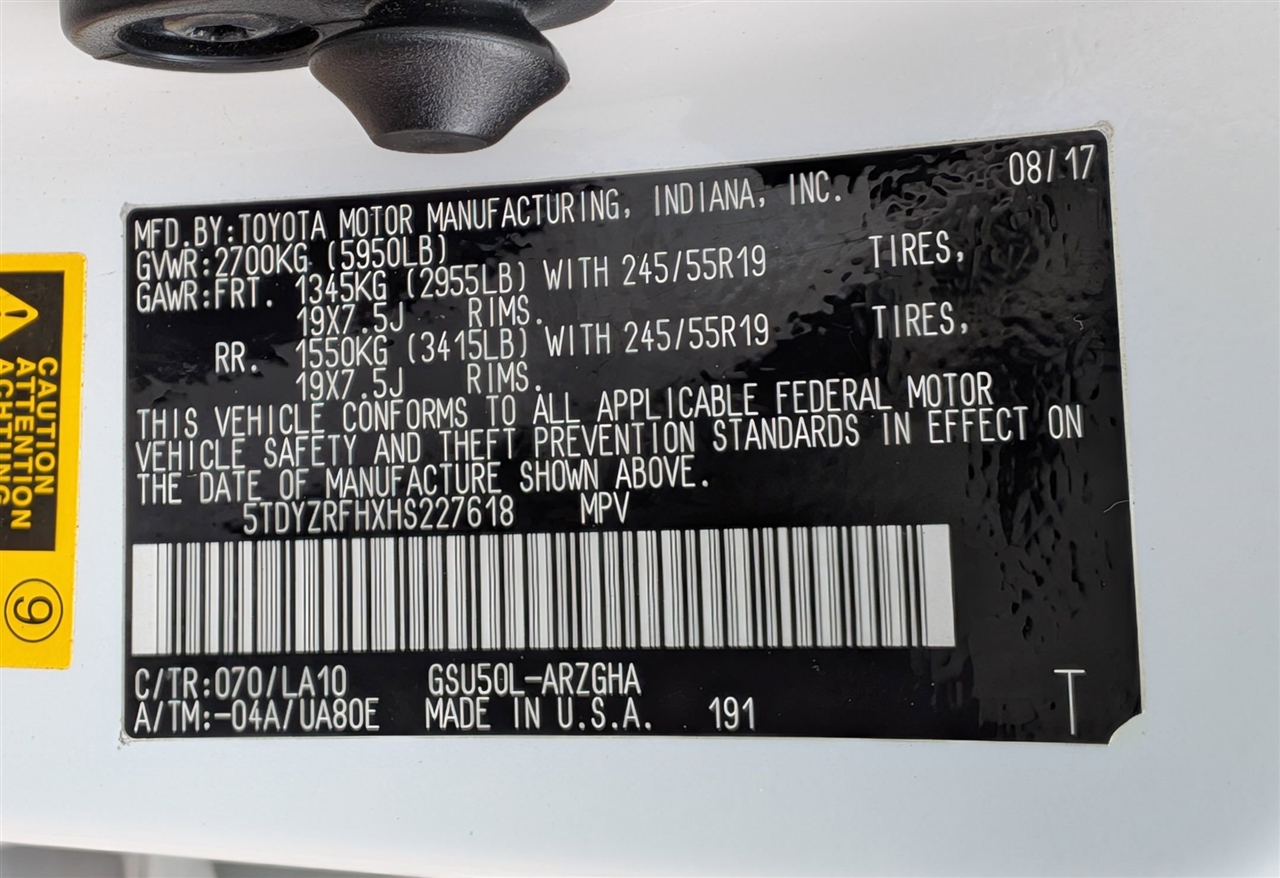 MFD.BY:TOYOTA MOTOR MANUFACTURING, INDIANA, INC. 08/17
GVWR:2700KG (5950LB)
GAWR:FRT. 1345KG (2955LB) WITH 245/55R19 TIRES,
19X7.5J RIMS.
RR. 1550KG (3415LB) WITH 245/55R19 TIRES,
19X7.5J RIMS.
THIS VEHICLE CONFORMS TO ALL APPLICABLE FEDERAL MOTOR
VEHICLE SAFETY AND THEFT PREVENTION STANDARDS IN EFFECT ON
THE DATE OF MANUFACTURE SHOWN ABOVE.
5TDYZRFHXHS227618 MPV
C/TR:070/LA10 GSU50L-ARZGHA
A/TM:-04A/UA80E MADE IN U.S.A. 191
T
CAUTION
ATTENTION
ACHTUNG
9